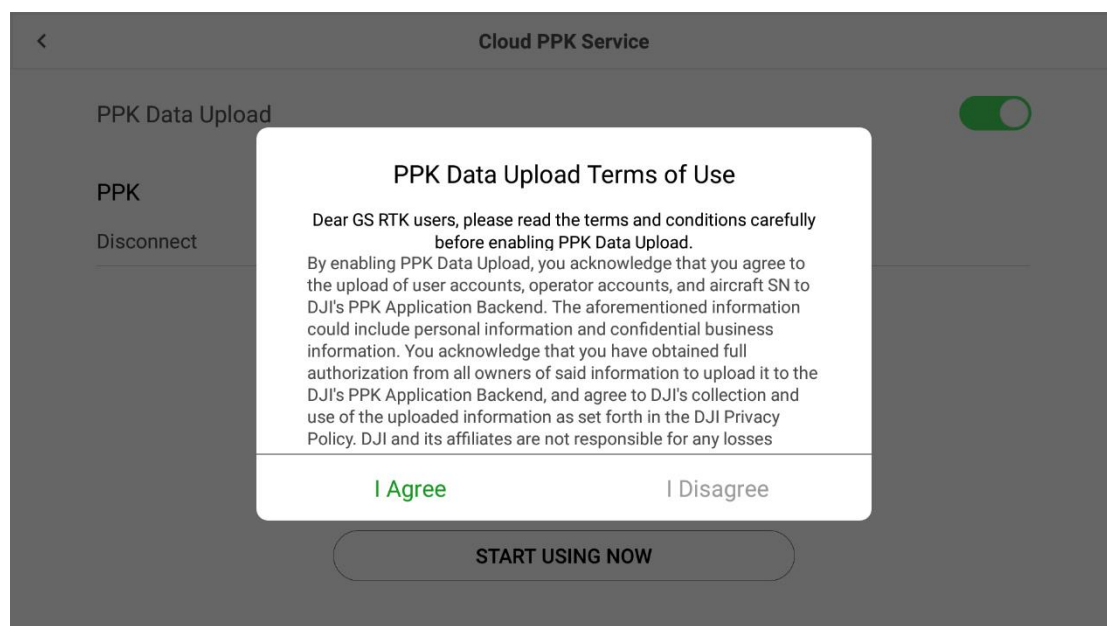 Cloud PPK Service
PPK Data Upload
PPK Data Upload Terms of Use
PPK
Dear GS RTK users, please read the terms and conditions carefully
before enabling PPK Data Upload.
Disconnect
By enabling PPK Data Upload, you acknowledge that you agree to
the upload of user accounts, operator accounts, and aircraft SN to
DJI's PPK Application Backend. The aforementioned information
could include personal information and confidential business
information. You acknowledge that you have obtained full
authorization from all owners of said information to upload it to the
DJI's PPK Application Backend, and agree to DJI's collection and
use of the uploaded information as set forth in the DJI Privacy
Policy. DJI and its affiliates are not responsible for any losses
I Agree
I Disagree
START USING NOW